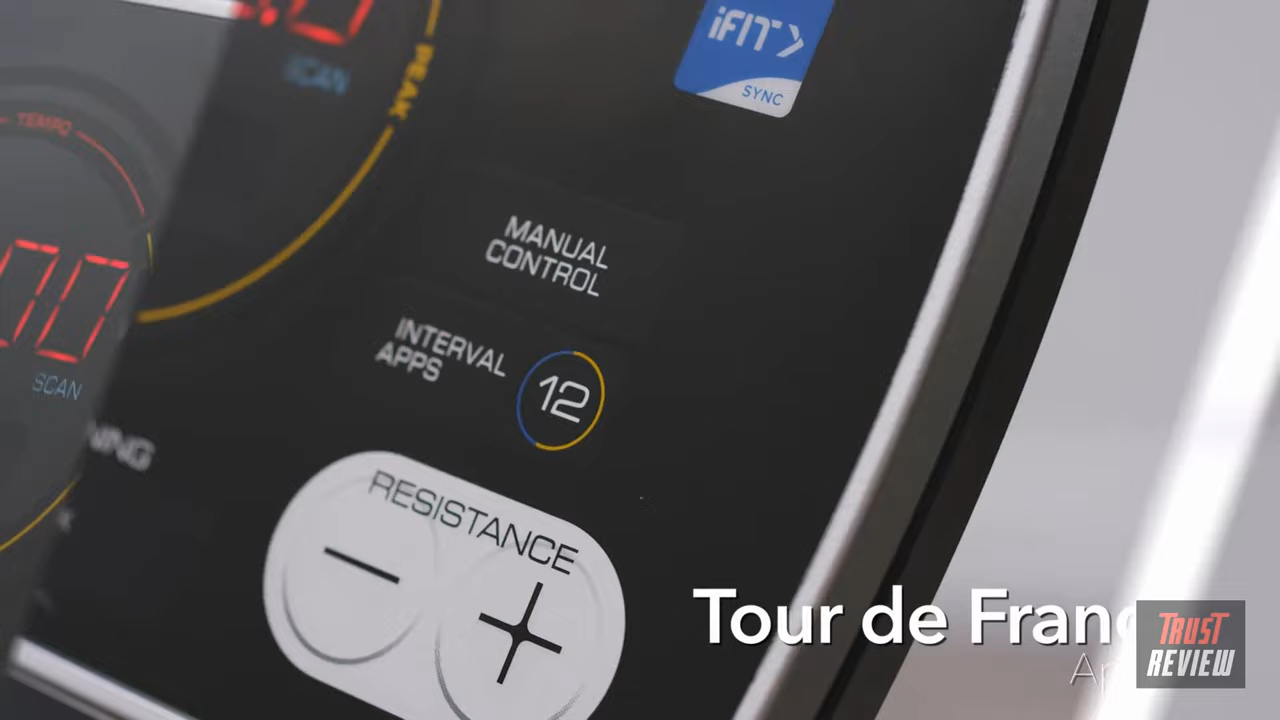 SCAN
PEAK
iFIT
SYNC
TEMPO
MANUAL
CONTROL
INTERVAL
APPS
12
SCAN
RESISTANCE
Tour de Fran
TRUST
REVIEW